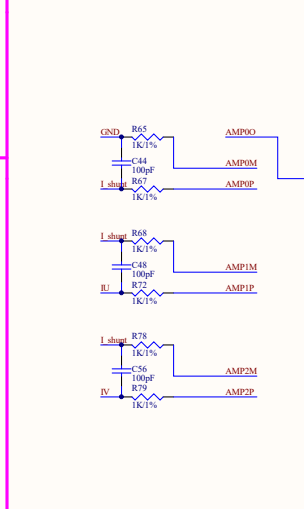 GND R65 AMP0O
1K/1%
C44
100pF AMP0M
I_shunt R67 AMP0P
1K/1%
I_shunt R68
1K/1%
C48
100pF AMP1M
IU R72 AMP1P
1K/1%
I_shunt R78
1K/1%
C56
100pF AMP2M
IV R79 AMP2P
1K/1%